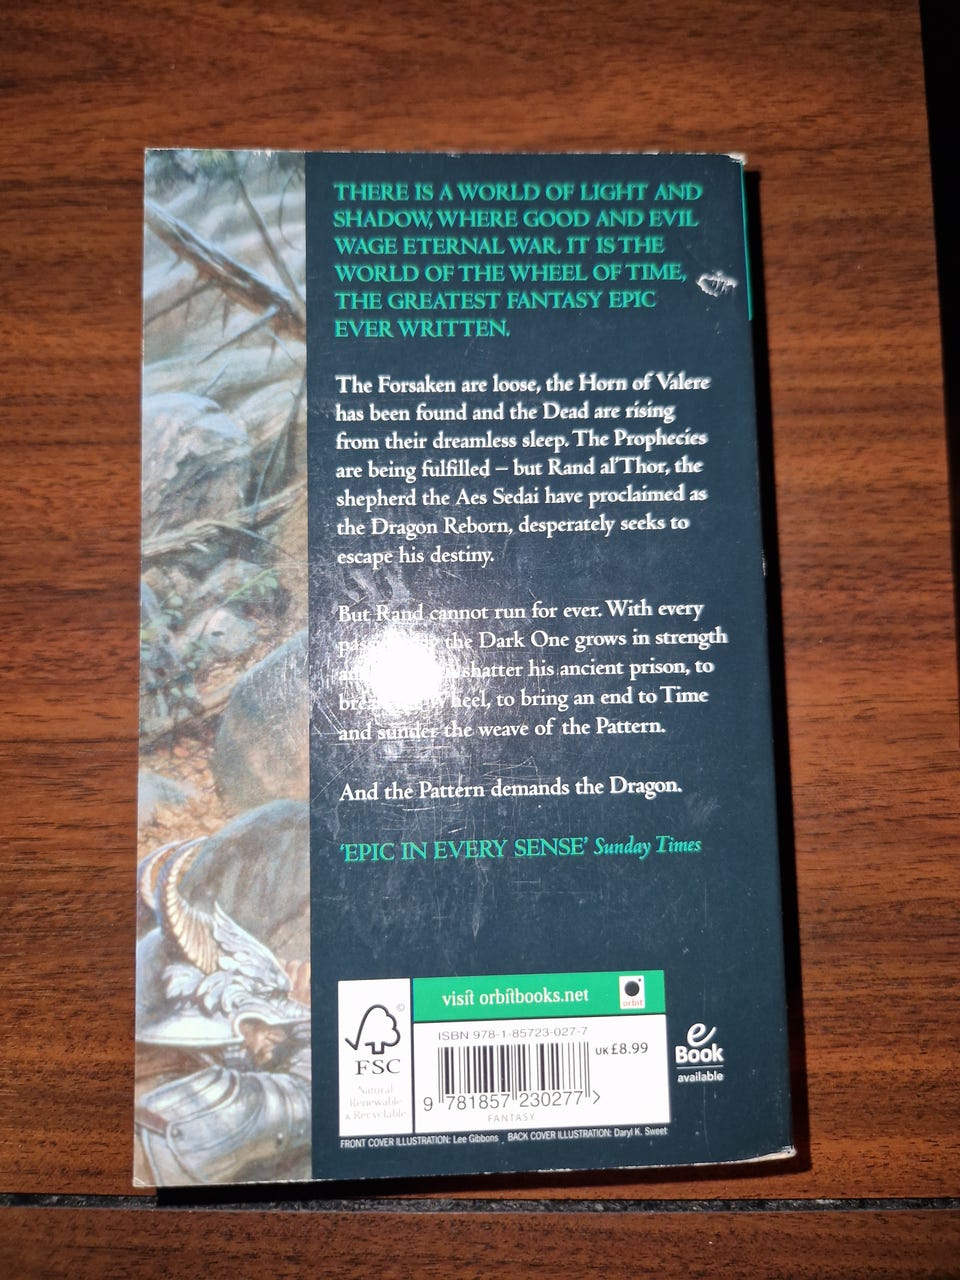 THERE IS A WORLD OF LIGHT AND
SHADOW, WHERE GOOD AND EVIL
WAGE ETERNAL WAR. IT IS THE
WORLD OF THE WHEEL OF TIME,
THE GREATEST FANTASY EPIC
EVER WRITTEN.
The Forsaken are loose, the Horn of Valere
has been found and the Dead are rising
from their dreamless sleep. The Prophecies
are being fulfilled – but Rand al'Thor, the
shepherd the Aes Sedai have proclaimed as
the Dragon Reborn, desperately seeks to
escape his destiny.
But Rand cannot run for ever. With every
the Dark One grows in strength
shatter his ancient prison, to
Wheel, to bring an end to Time
and sunder the weave of the Pattern.
And the Pattern demands the Dragon.
'EPIC IN EVERY SENSE' Sunday Times
visit orbitbooks.net
orbit
©
FSC
Natural
Renewable
& Recyclable
ISBN 978-1-85723-027-7
UK £8.99
9 781857 230277 >
FANTASY
eBook
available
FRONT COVER ILLUSTRATION: Lee Gibbons BACK COVER ILLUSTRATION: Daryl K. Sweet